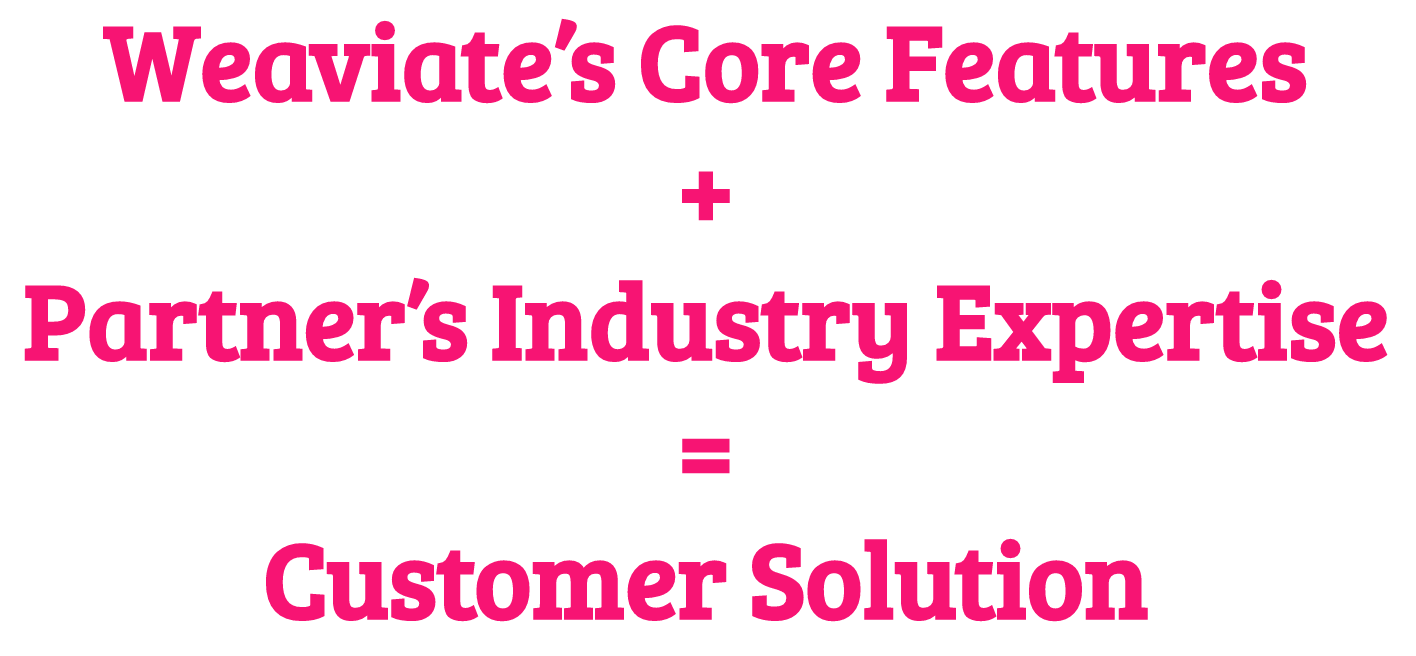 Weaviate’s Core Features
+
Partner’s Industry Expertise
=
Customer Solution